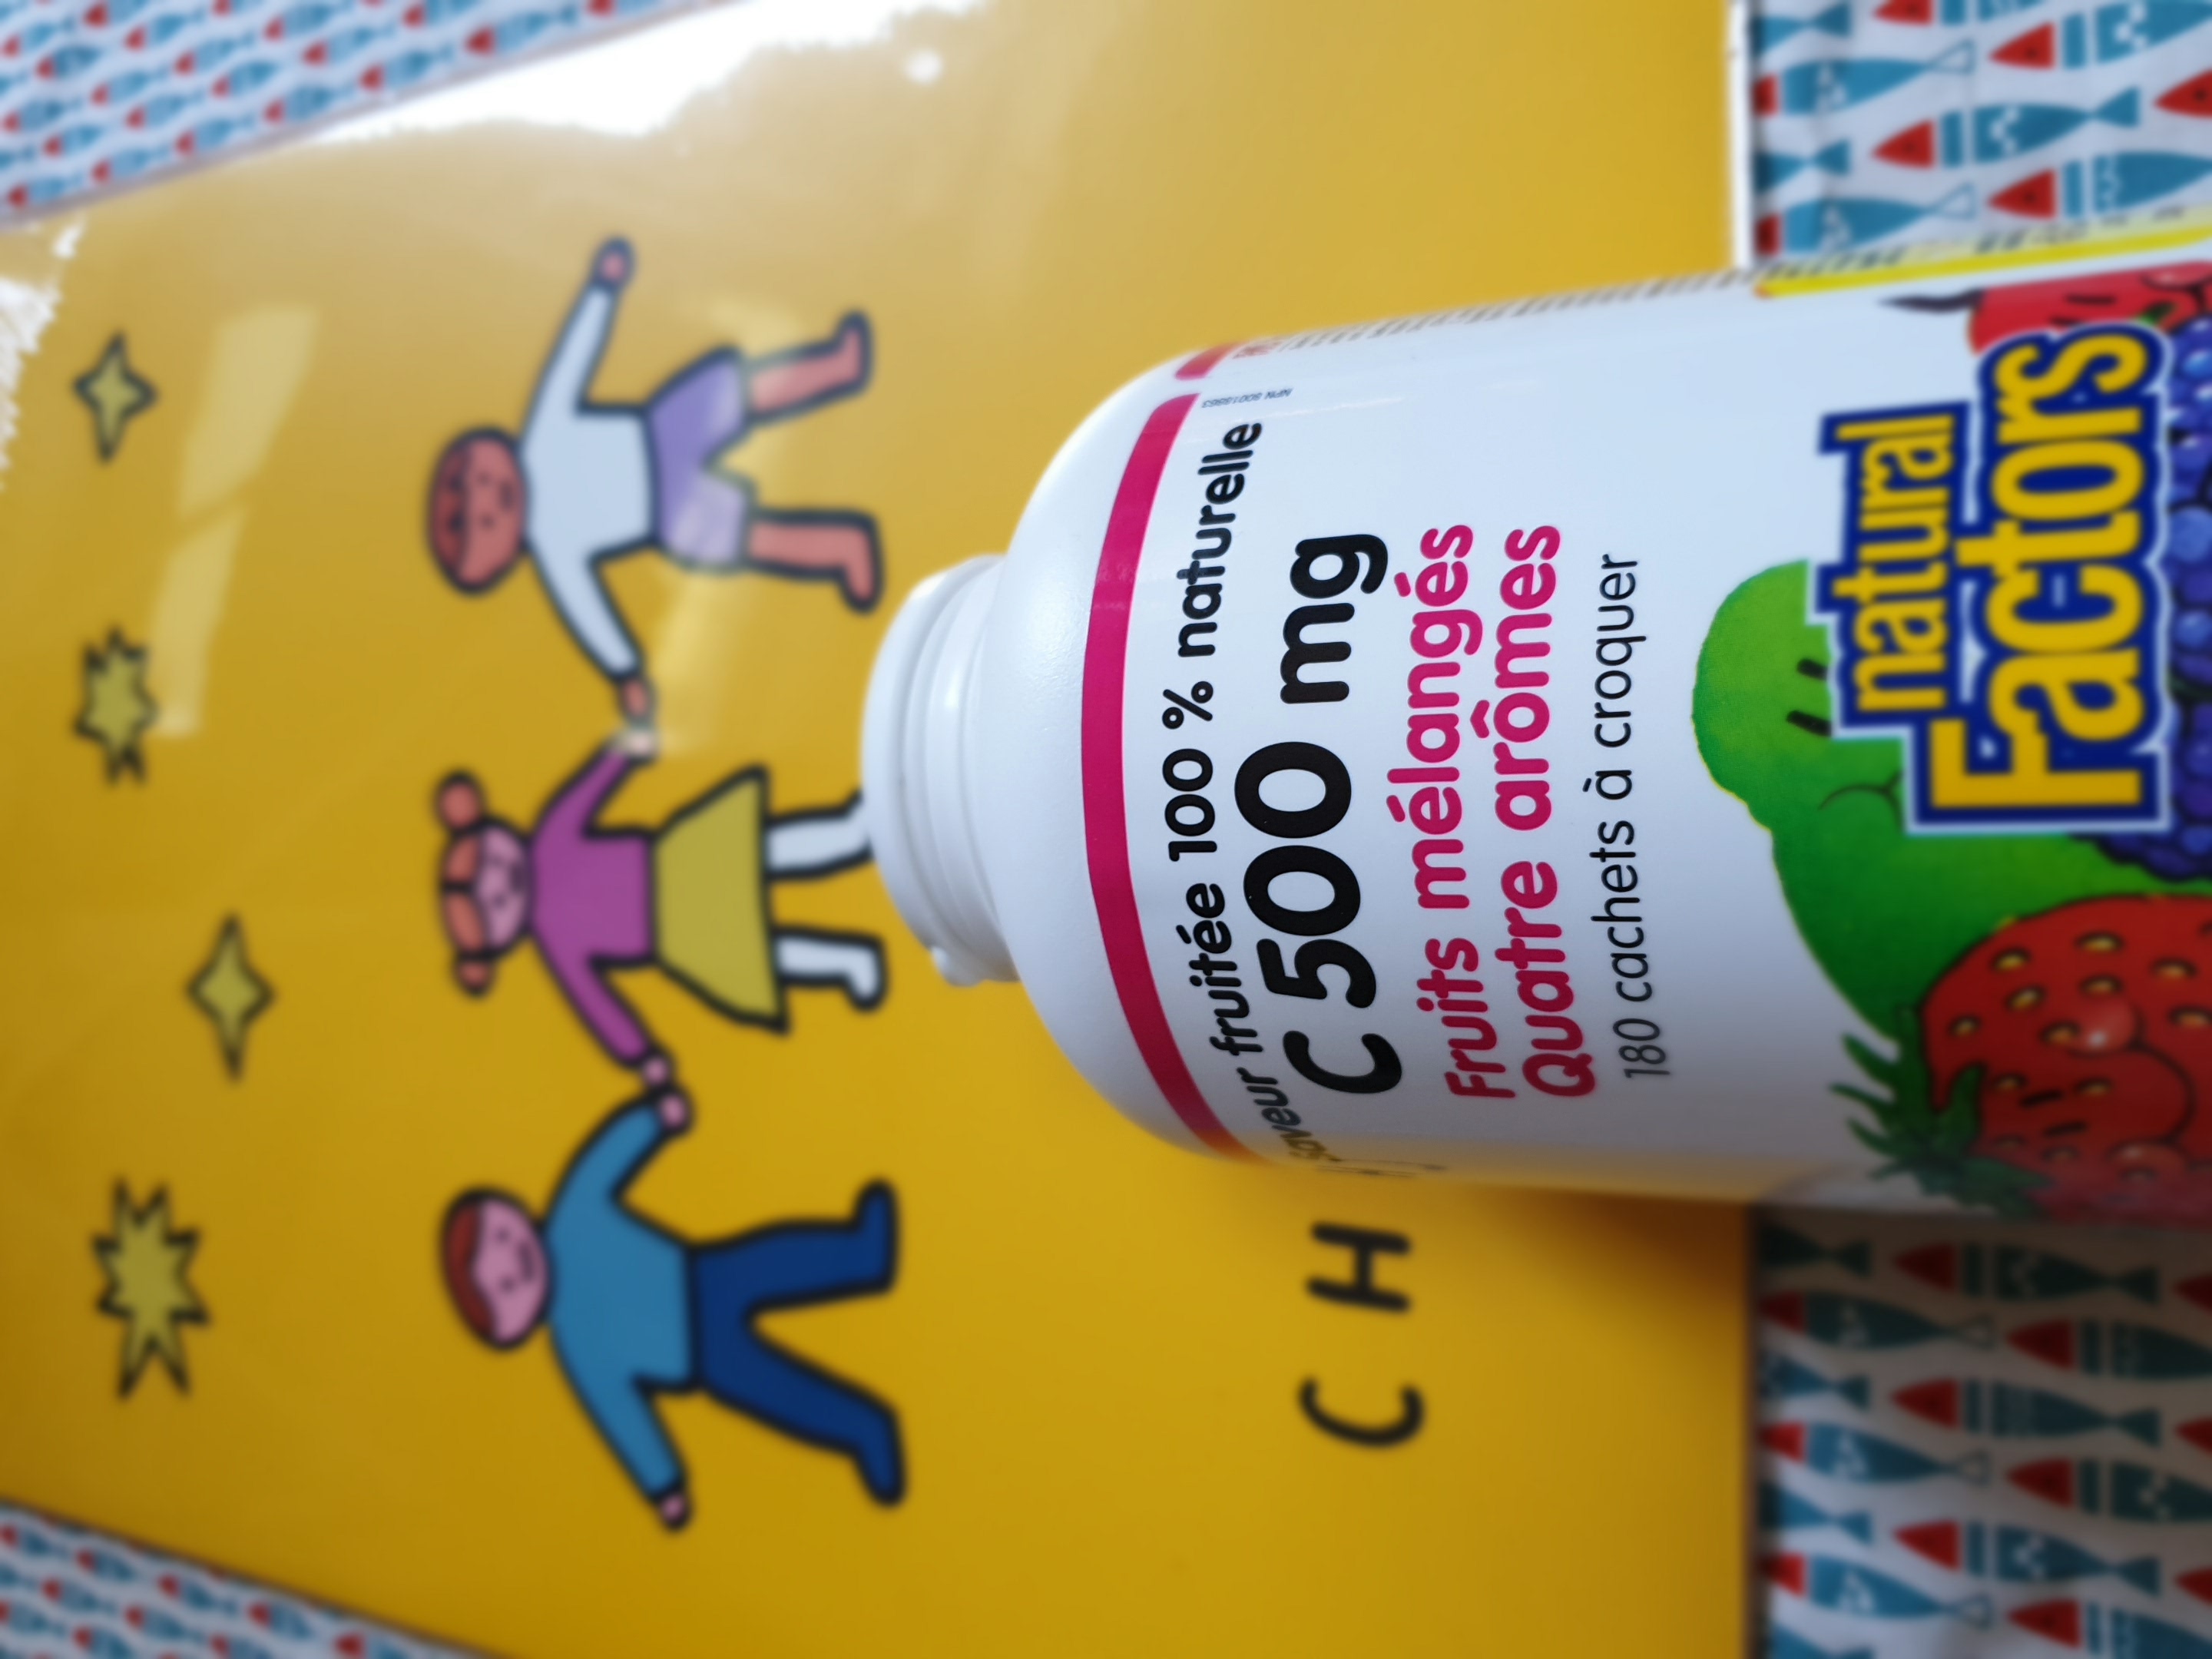 Saveur fruitée 100 % naturelle
C 500 mg
Fruits mélangés
Quatre arômes
180 cachets à croquer
natural
Factors
C H